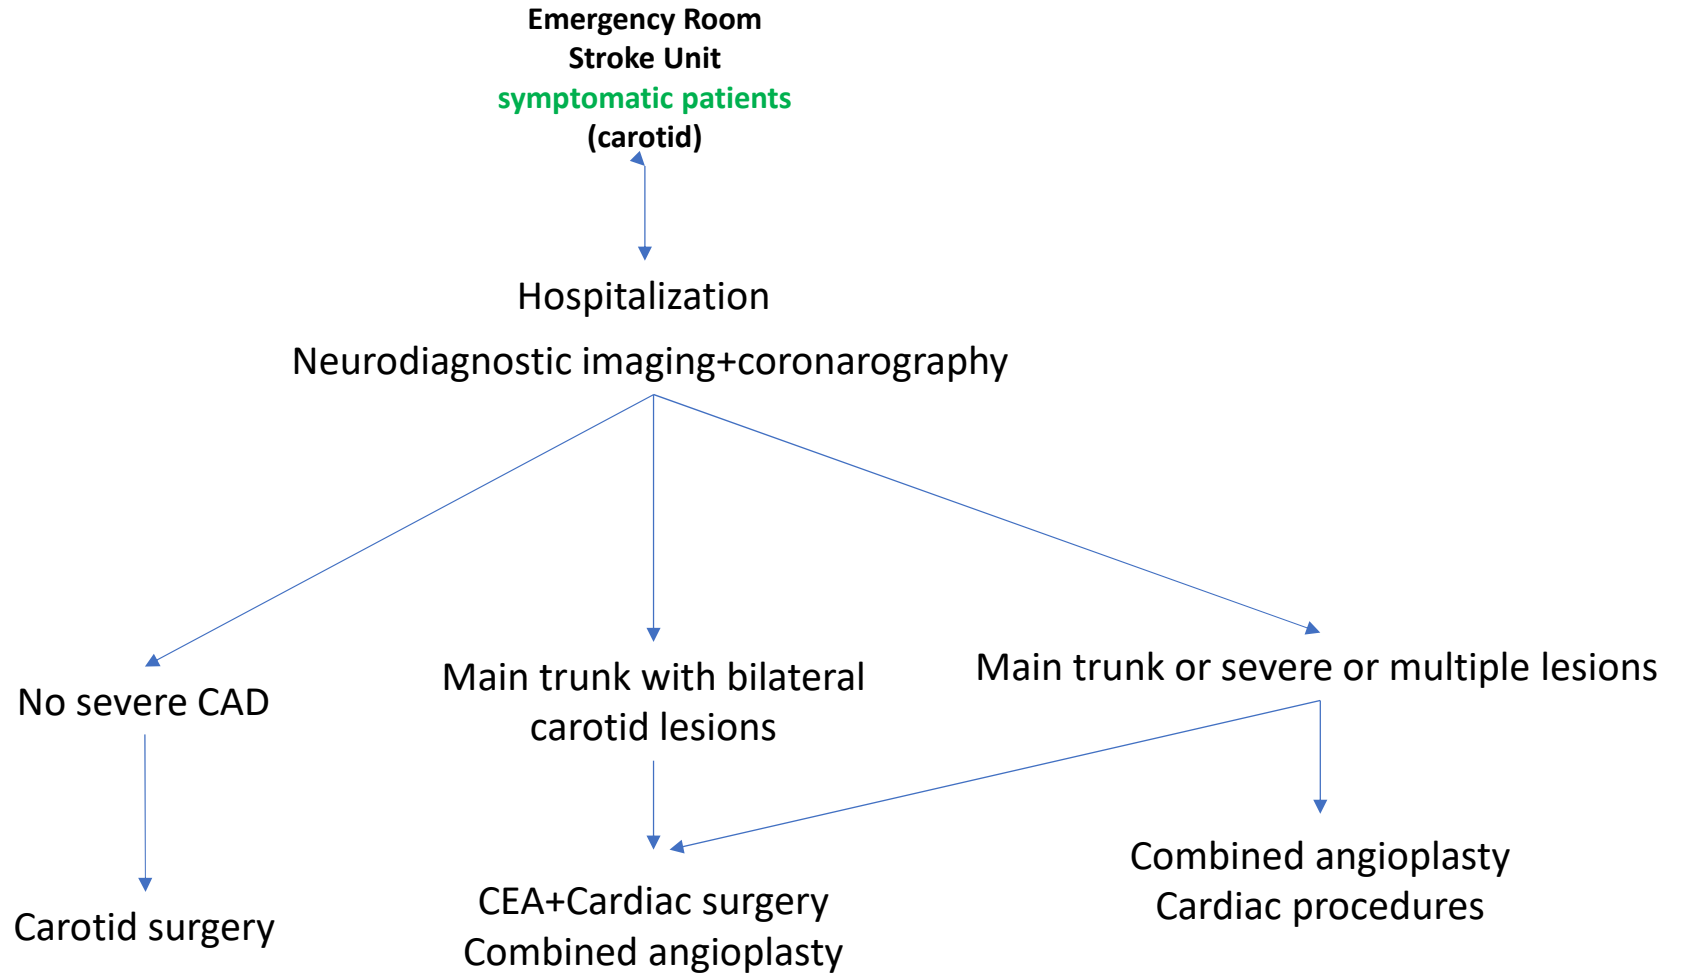 Emergency Room
Stroke Unit
symptomatic patients
(carotid)
Hospitalization
Neurodiagnostic imaging+coronarography
No severe CAD
Main trunk with bilateral
carotid lesions
Main trunk or severe or multiple lesions
Carotid surgery
CEA+Cardiac surgery
Combined angioplasty
Combined angioplasty
Cardiac procedures